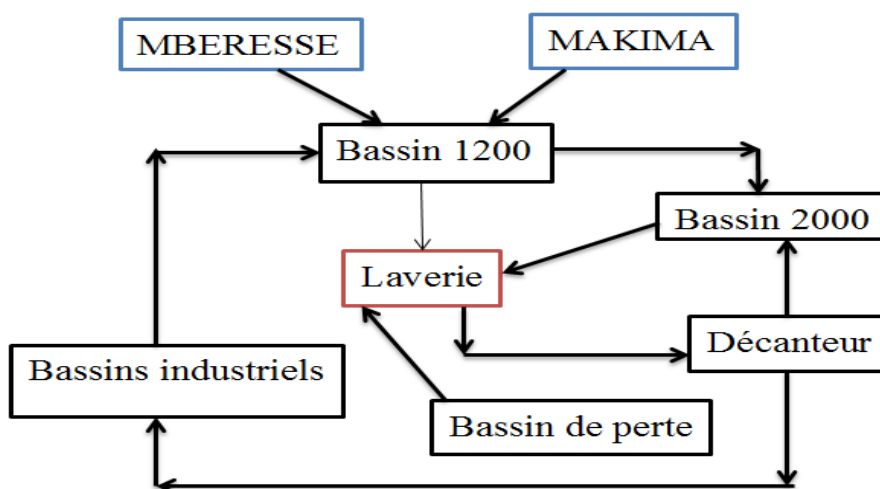 MBERESSE
MAKIMA
Bassin 1200
Bassin 2000
Laverie
Décanteur
Bassins industriels
Bassin de perte